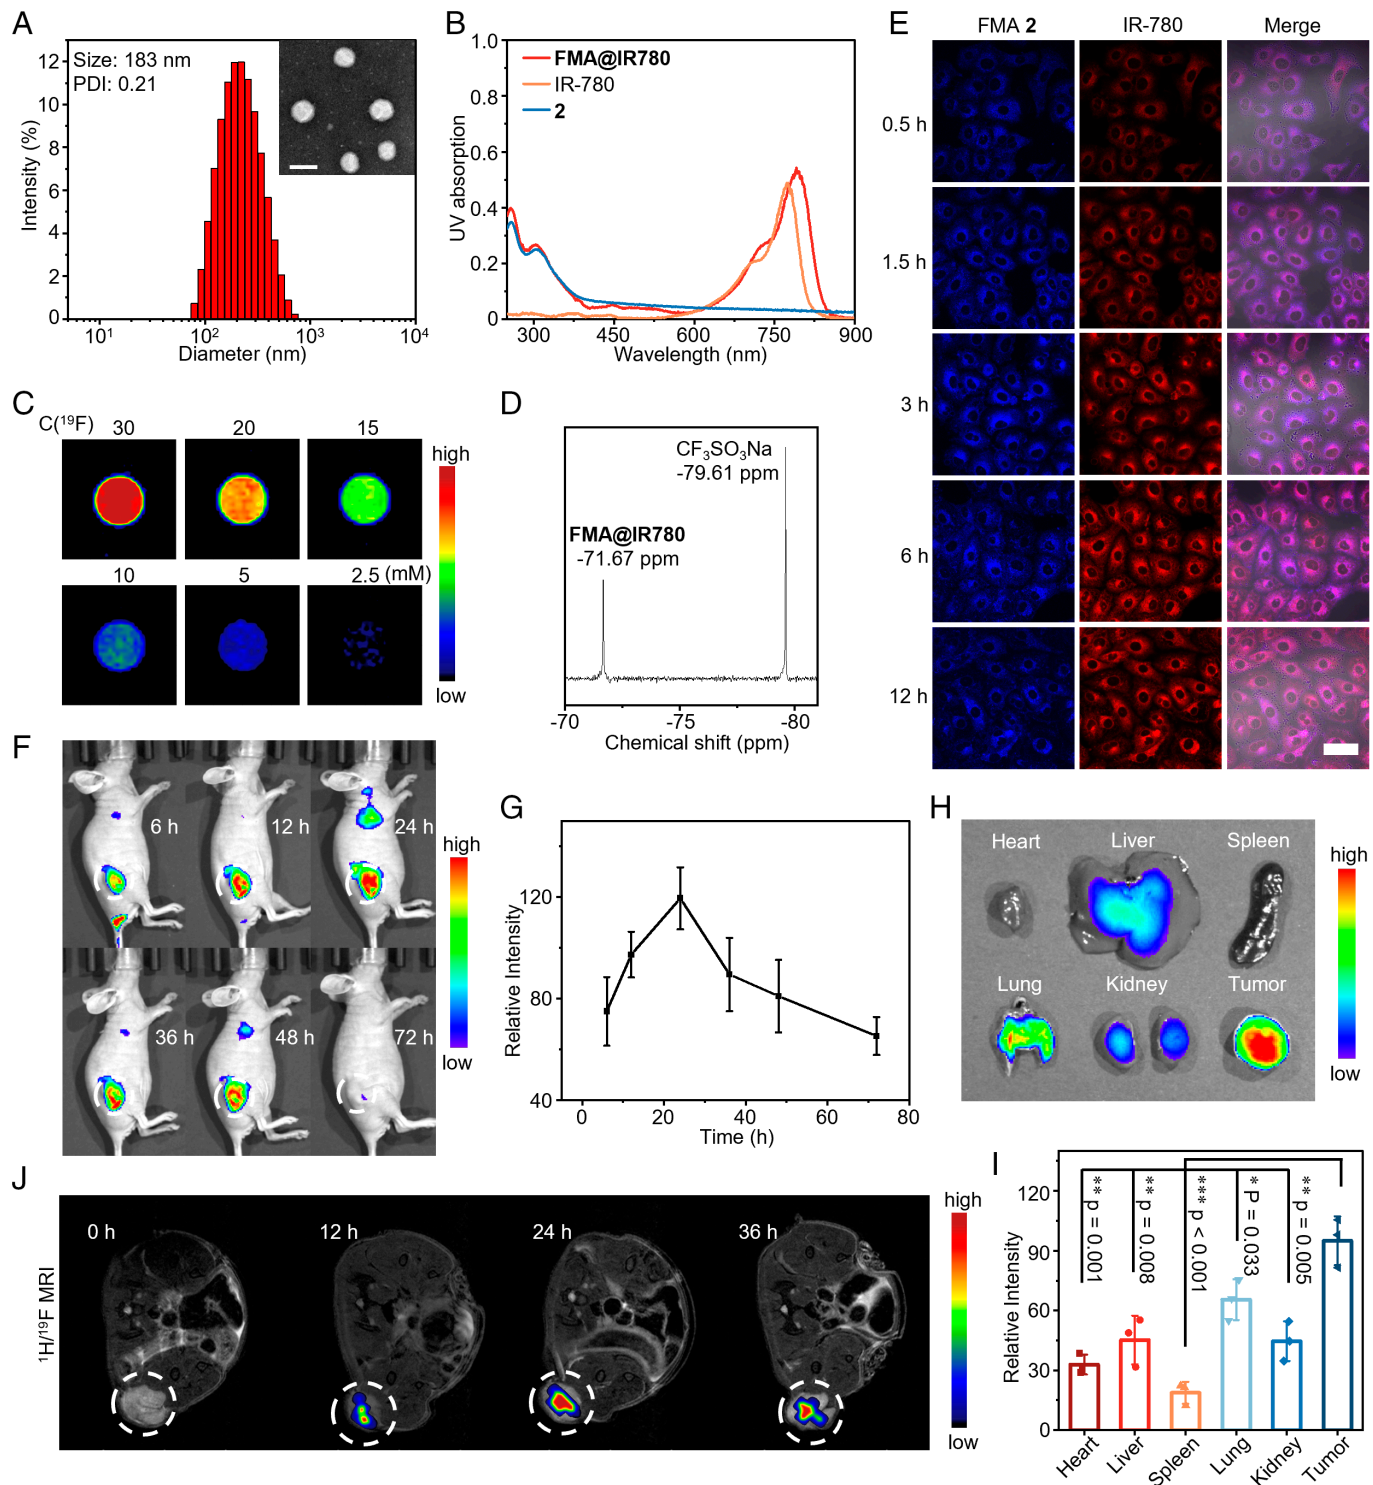 A
Size: 183 nm
PDI: 0.21
Intensity (%)
12
10
8
6
4
2
0
10¹
10²
10³
10⁴
Diameter (nm)
B
FMA@IR780
IR-780
2
UV absorption
1.0
0.8
0.6
0.4
0.2
0
300
450
600
750
900
Wavelength (nm)
C
C(¹⁹F)
30
20
15
10
5
2.5 (mM)
high
low
D
CF₃SO₃Na
-79.61 ppm
FMA@IR780
-71.67 ppm
-70
-75
-80
Chemical shift (ppm)
E
FMA 2
IR-780
Merge
0.5 h
1.5 h
3 h
6 h
12 h
F
6 h
12 h
24 h
36 h
48 h
72 h
high
low
G
Relative Intensity
120
80
40
0
20
40
60
80
Time (h)
H
Heart
Liver
Spleen
Lung
Kidney
Tumor
high
low
I
Relative Intensity
120
90
60
30
0
** p = 0.001
** p = 0.008
**** p < 0.001
* P = 0.033
** p = 0.005
Heart
Liver
Spleen
Lung
Kidney
Tumor
J
¹H/¹⁹F MRI
0 h
12 h
24 h
36 h
high
low